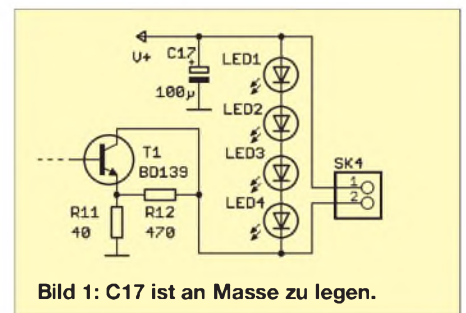 V+
C17
+
100µ
LED1
LED2
LED3
LED4
SK4
1
2
T1
BD139
R11
40
R12
470
Bild 1: C17 ist an Masse zu legen.